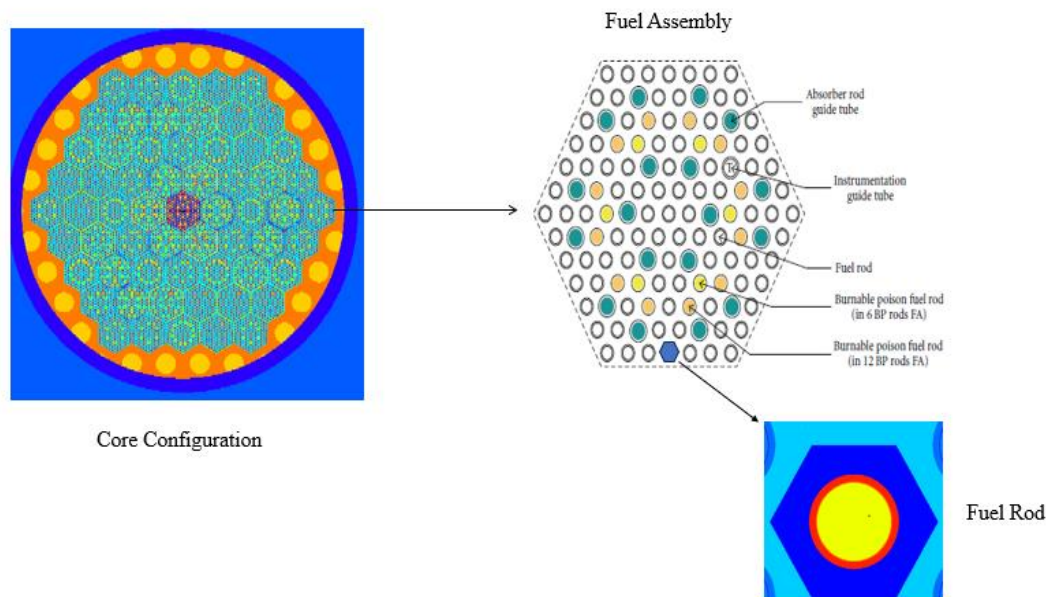 Fuel Assembly
Absorber rod
guide tube
Instrumentation
guide tube
Fuel rod
Burnable poison fuel rod
(in 6 BP rods FA)
Burnable poison fuel rod
(in 12 BP rods FA)
Core Configuration
Fuel Rod